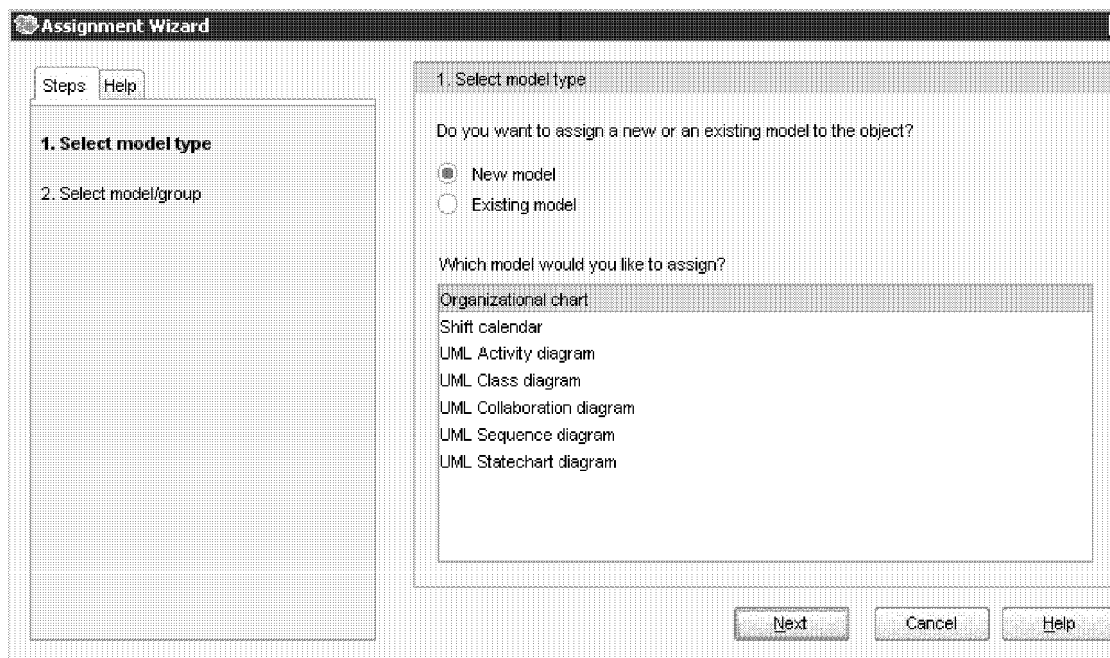 Assignment Wizard
Steps Help
1. Select model type
2. Select model/group
1. Select model type
Do you want to assign a new or an existing model to the object?
New model
Existing model
Which model would you like to assign?
Organizational chart
Shift calendar
UML Activity diagram
UML Class diagram
UML Collaboration diagram
UML Sequence diagram
UML Statechart diagram
Next Cancel Help